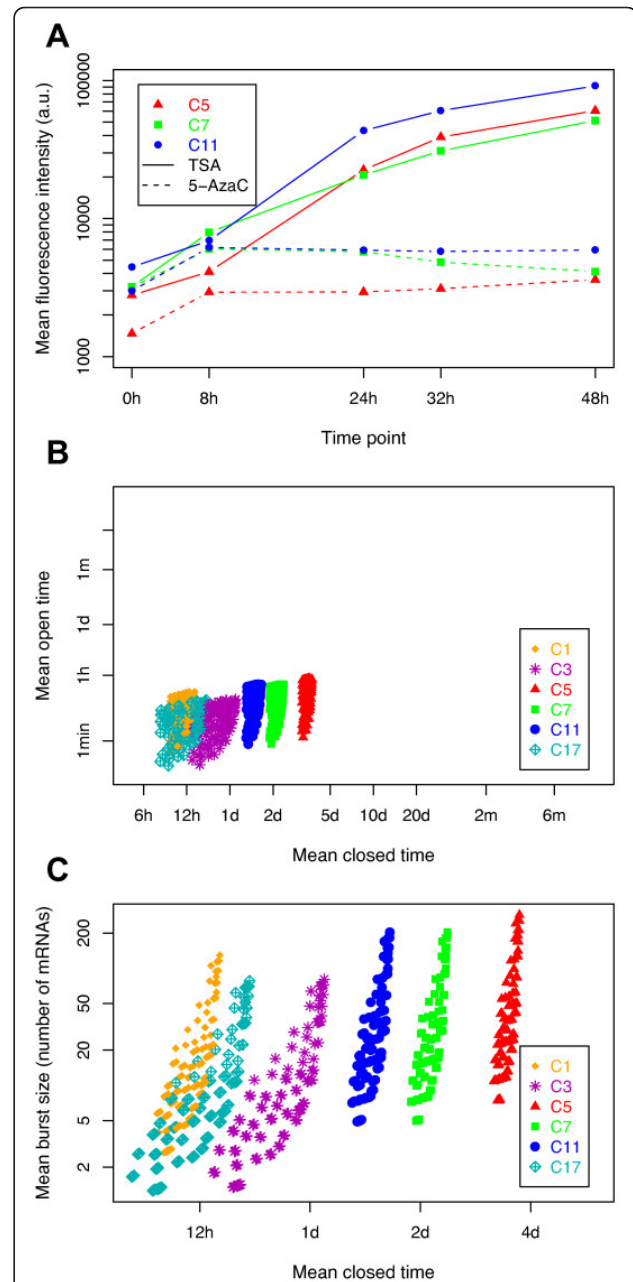 A
Mean fluorescence intensity (a.u.)
100000
10000
1000
C5
C7
C11
TSA
5-AzaC
0h 8h 24h 32h 48h
Time point
B
Mean open time
1m
1d
1h
1min
C1
C3
C5
C7
C11
C17
6h 12h 1d 2d 5d 10d 20d 2m 6m
Mean closed time
C
Mean burst size (number of mRNAs)
200
50
20
5
2
C1
C3
C5
C7
C11
C17
12h 1d 2d 4d
Mean closed time